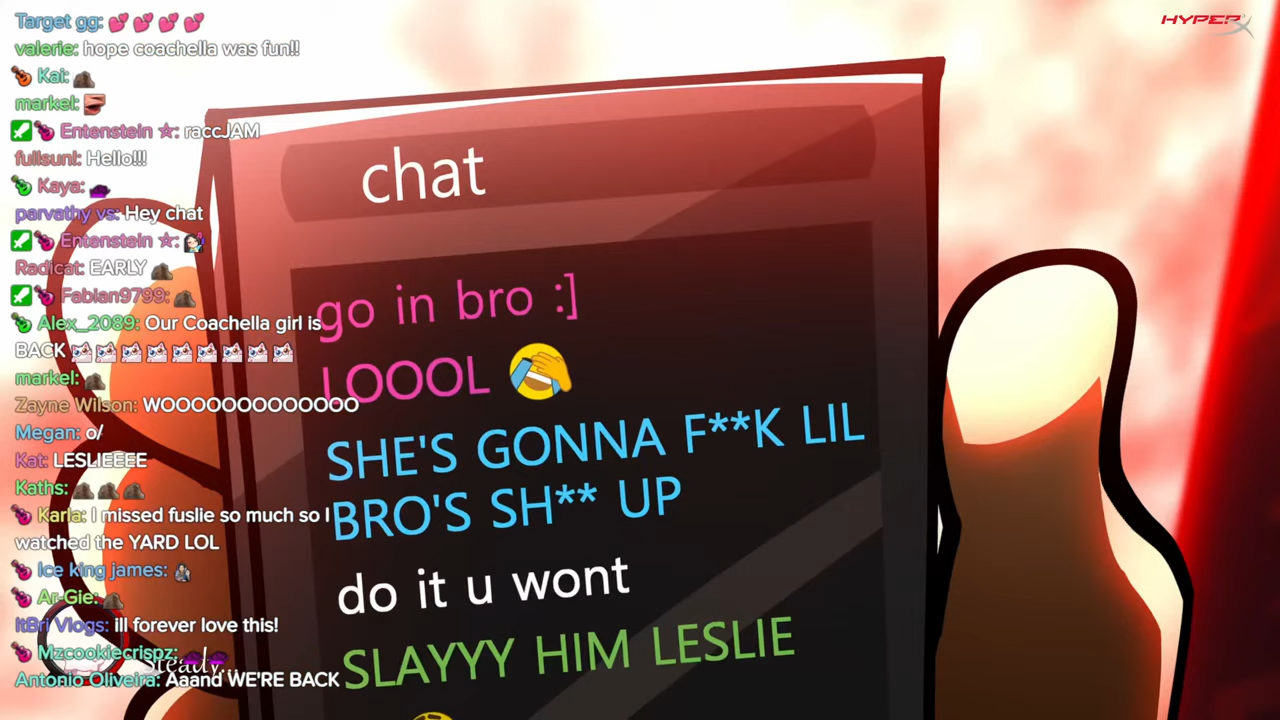 Target gg:
valerie: hope coachella was fun!!
Kai:
markel:
Entenstein ☆: raccJAM
fullsunl: Hello!!!
Kaya:
parvathy vs: Hey chat
Entenstein ☆:
Radicat: EARLY
Fabian9799:
Alex_2089: Our Coachella girl is
BACK
markel:
Zayne Wilson: WOOOOOOOOOOOOO
Megan: o/
Kat: LESLIEEEE
Kaths:
Karla: I missed fuslie so much so I
watched the YARD LOL
Ice king james:
Ar-Gie:
ItBri Vlogs: ill forever love this!
Mzcookiecrispz:
Antonio Oliveira: Aaand WE'RE BACK
Steady...
HYPERX
chat
go in bro :]
LOOOL 🤣
SHE'S GONNA F**K LIL
BRO'S SH** UP
do it u wont
SLAYYY HIM LESLIE